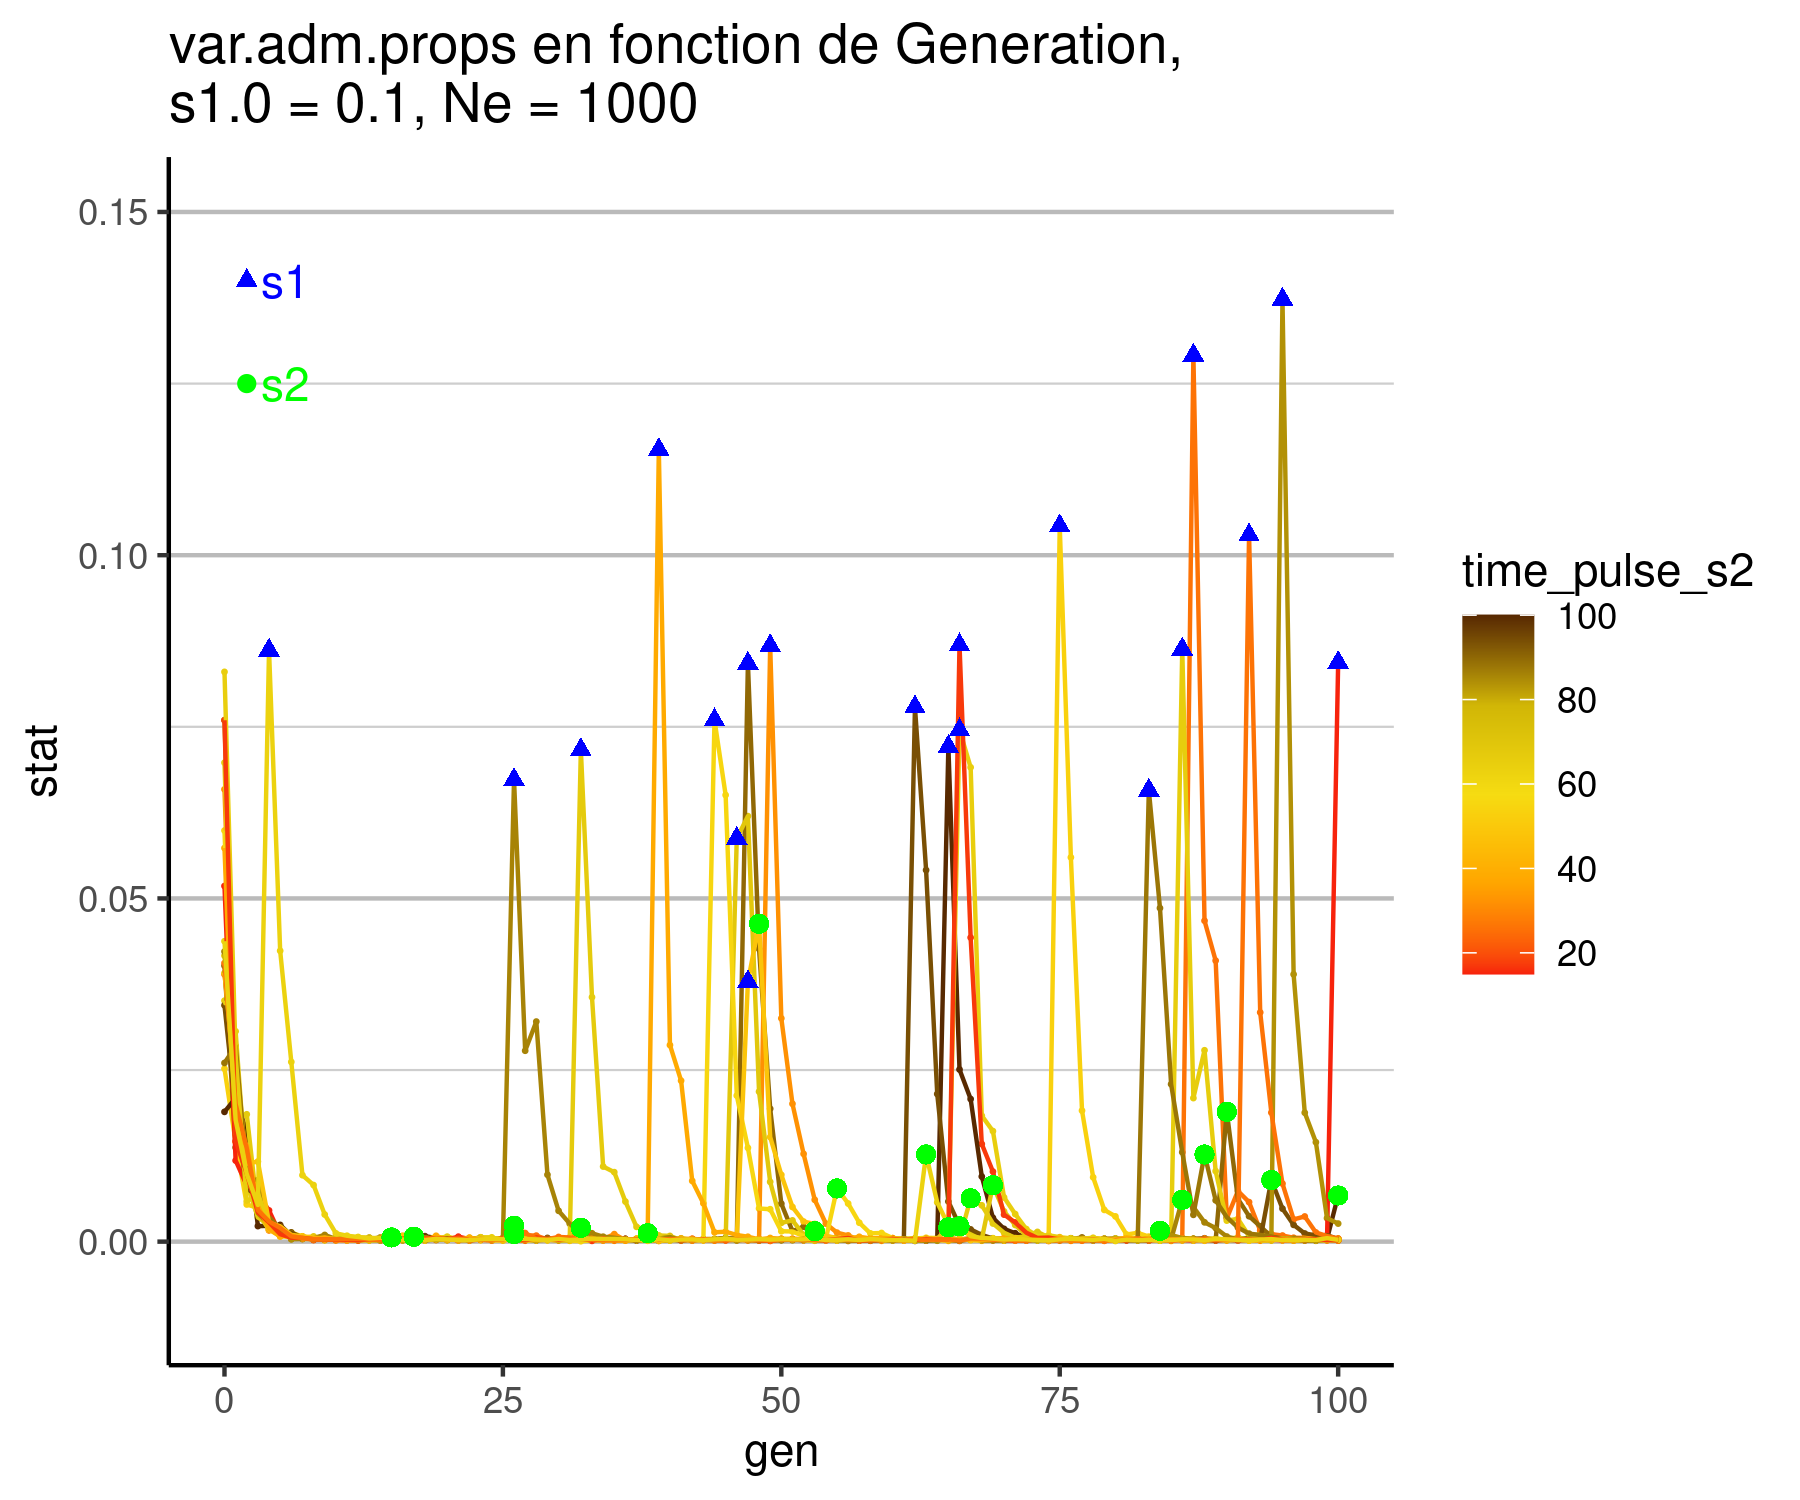 var.adm.props en fonction de Generation,
s1.0 = 0.1, Ne = 1000
0.15
0.10
0.05
0.00
stat
s1
s2
0
25
50
75
100
gen
time_pulse_s2
100
80
60
40
20